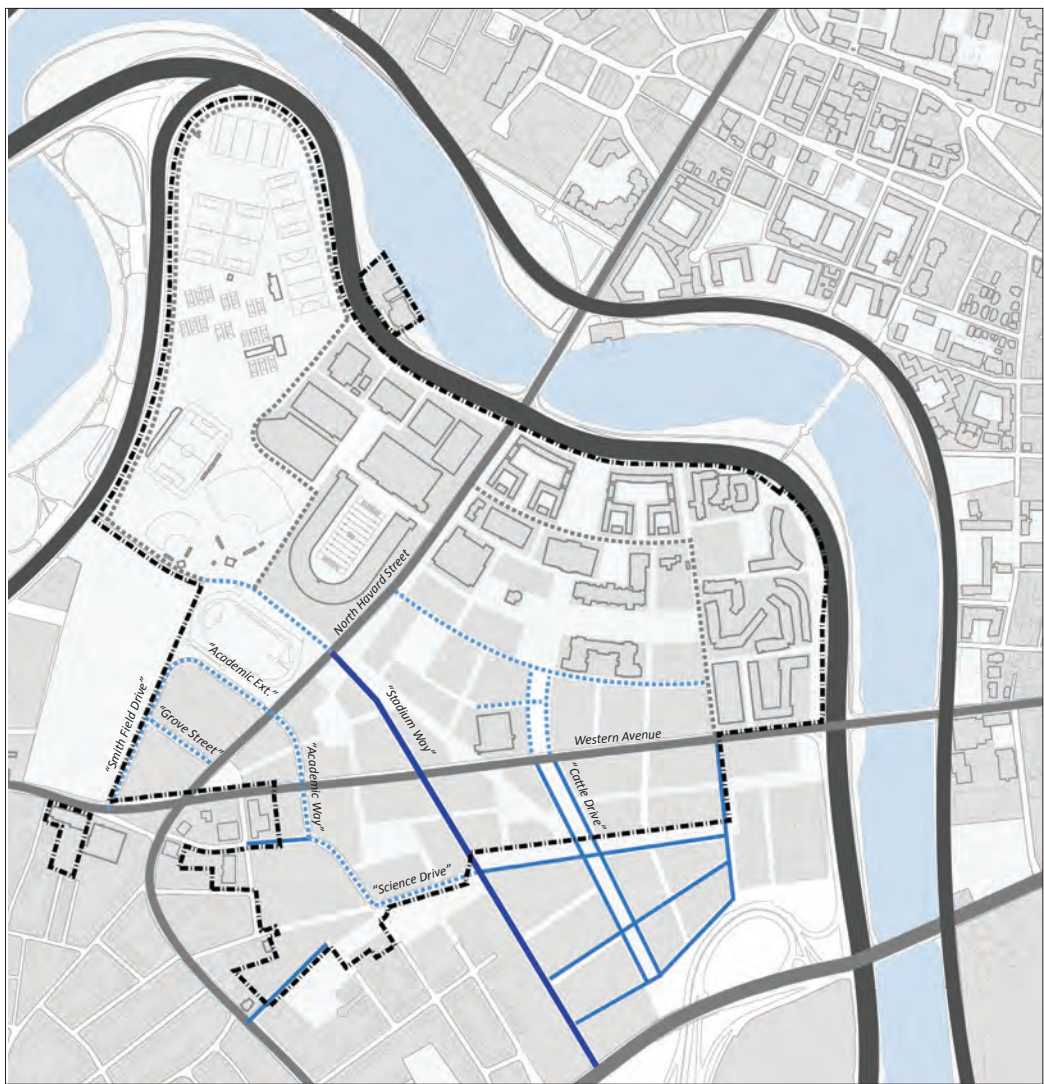 North Havard Street
"Stadium Way"
"Academic Ext."
"Smith Field Drive"
"Grove Street"
Western Avenue
"Academic Way"
"Cattle Drive"
"Science Drive"